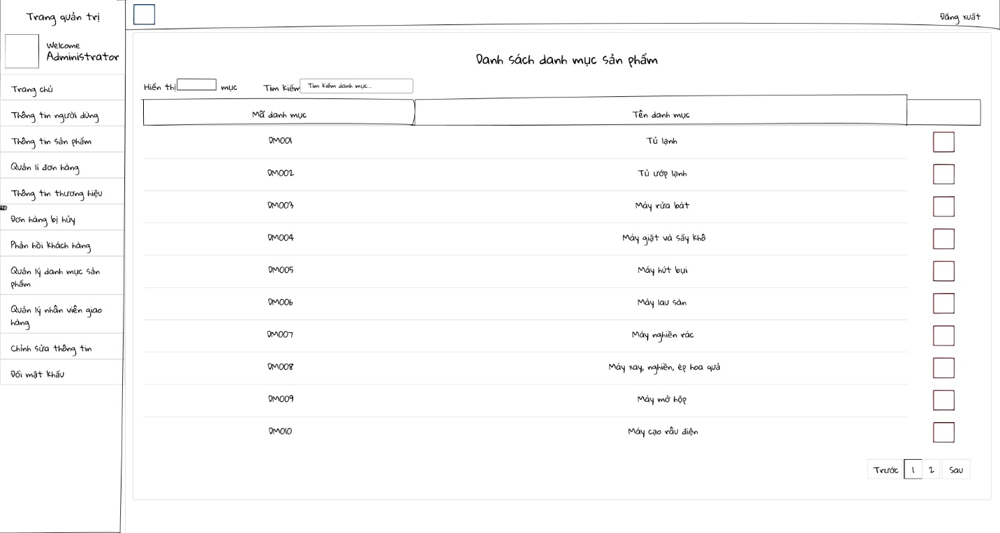 Trang quản trị
Đăng xuất
Welcome
Administrator
Trang chủ
Thông tin người dùng
Thông tin sản phẩm
Quản lí đơn hàng
Thông tin thương hiệu
Đơn hàng bị hủy
Phản hồi khách hàng
Quản lý danh mục sản
phẩm
Quản lý nhân viên giao
hàng
Chỉnh sửa thông tin
Đổi mật khẩu
Danh sách danh mục sản phẩm
Hiển thị mục Tìm kiếm Tìm kiếm danh mục...
Mã danh mục Tên danh mục
DM001 Tủ lạnh
DM002 Tủ ướp lạnh
DM003 Máy rửa bát
DM004 Máy giặt và sấy khô
DM005 Máy hút bụi
DM006 Máy lau sàn
DM007 Máy nghiền rác
DM008 Máy xay, nghiền, ép hoa quả
DM009 Máy mở hộp
DM010 Máy cạo râu điện
Trước 1 2 Sau